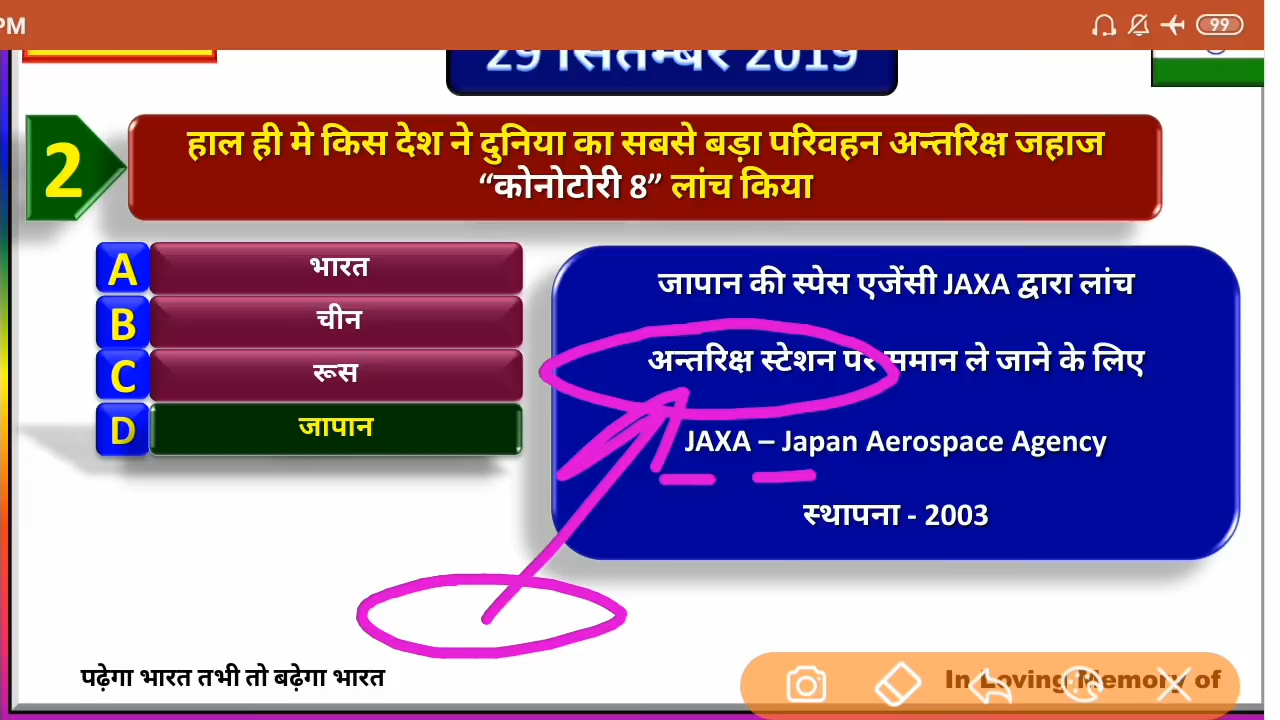 PM
99
29 सितम्बर 2019
2
हाल ही मे किस देश ने दुनिया का सबसे बड़ा परिवहन अन्तरिक्ष जहाज
“कोनोटोरी 8” लांच किया
A भारत
B चीन
C रूस
D जापान
जापान की स्पेस एजेंसी JAXA द्वारा लांच
अन्तरिक्ष स्टेशन पर समान ले जाने के लिए
JAXA – Japan Aerospace Agency
स्थापना - 2003
पढ़ेगा भारत तभी तो बढ़ेगा भारत
In Loving Memory of